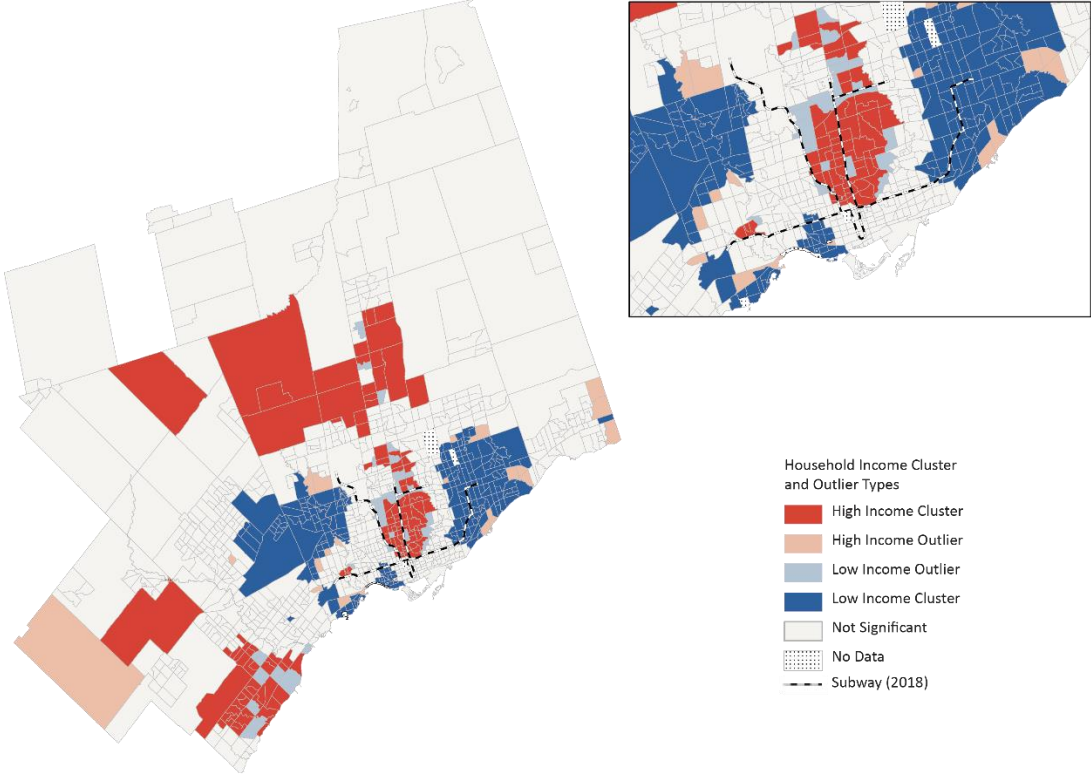 Household Income Cluster
and Outlier Types
High Income Cluster
High Income Outlier
Low Income Outlier
Low Income Cluster
Not Significant
No Data
Subway (2018)